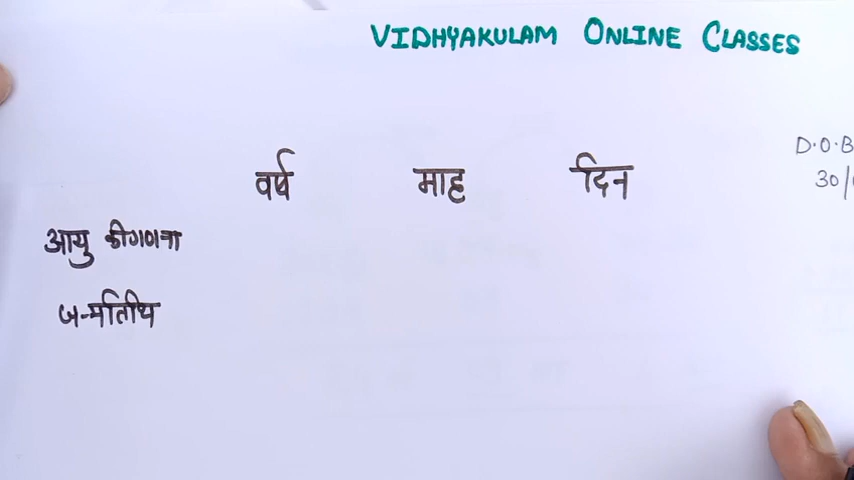 VIDHYAKULAM ONLINE CLASSES
वर्ष माह दिन
D.O.B
30/
आयु की गणना
जन्मतिथि